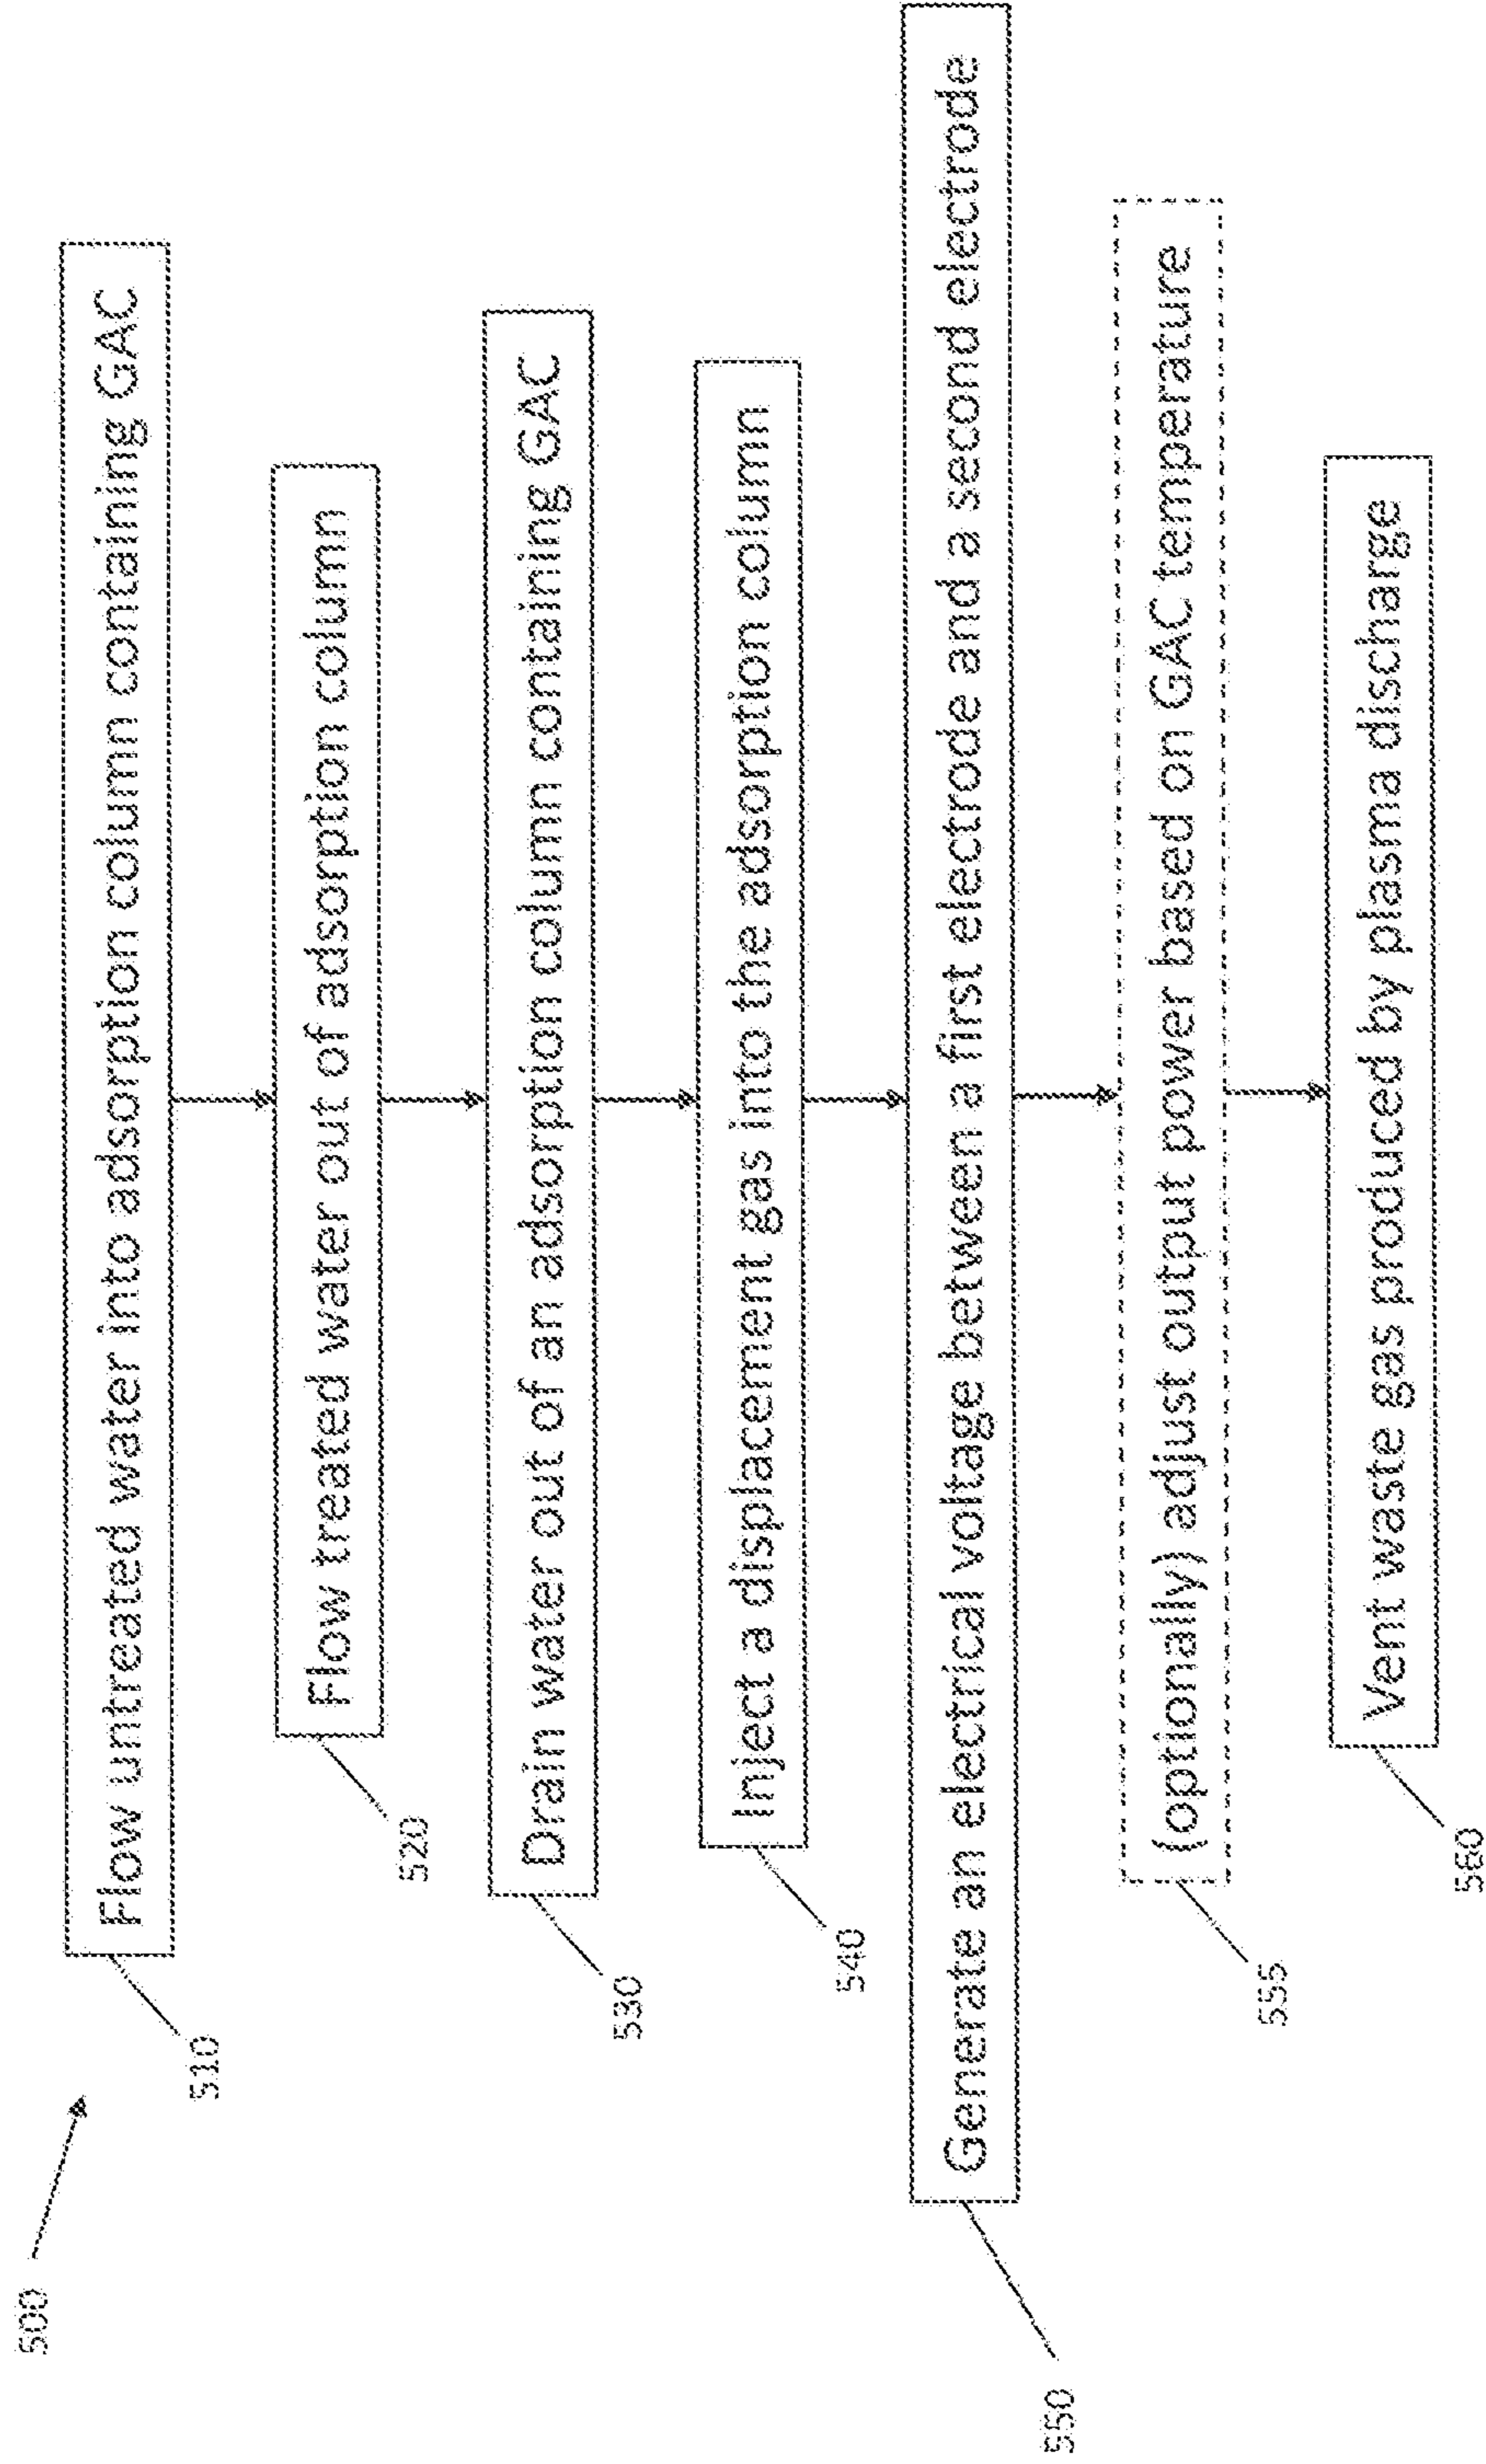 500
510
Flow untreated water into adsorption column containing GAC
520
Flow treated water out of adsorption column
530
Drain water out of an adsorption column containing GAC
540
Inject a displacement gas into the adsorption column
550
Generate an electrical voltage between a first electrode and a second electrode
555
(optionally) adjust output power based on GAC temperature
560
Vent waste gas produced by plasma discharge